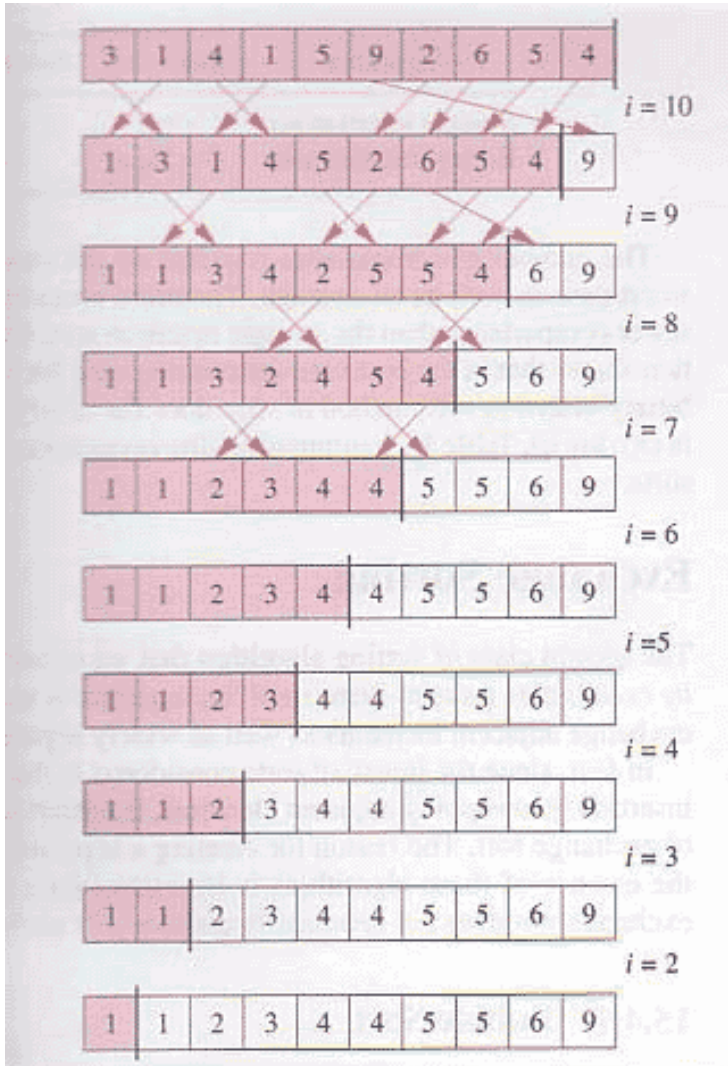 3 1 4 1 5 9 2 6 5 4
i = 10
1 3 1 4 5 2 6 5 4 9
i = 9
1 1 3 4 2 5 5 4 6 9
i = 8
1 1 3 2 4 5 4 5 6 9
i = 7
1 1 2 3 4 4 5 5 6 9
i = 6
1 1 2 3 4 4 5 5 6 9
i =5
1 1 2 3 4 4 5 5 6 9
i = 4
1 1 2 3 4 4 5 5 6 9
i = 3
1 1 2 3 4 4 5 5 6 9
i = 2
1 1 2 3 4 4 5 5 6 9